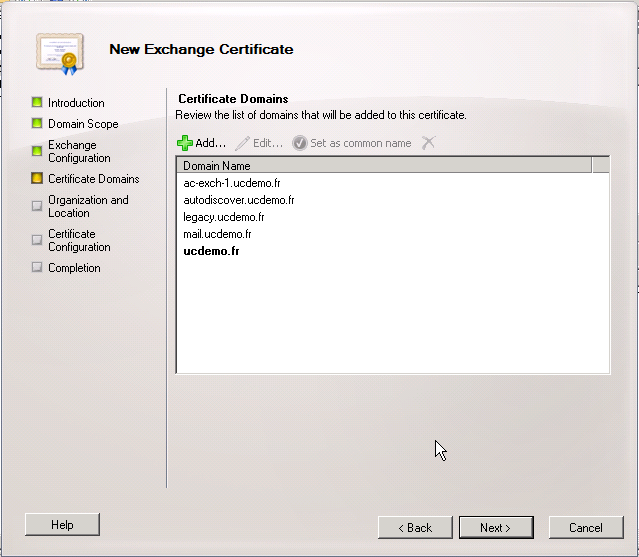 New Exchange Certificate
Introduction
Domain Scope
Exchange
Configuration
Certificate Domains
Organization and
Location
Certificate
Configuration
Completion
Certificate Domains
Review the list of domains that will be added to this certificate.
Add... Edit... Set as common name
Domain Name
ac-exch-1.ucdemo.fr
autodiscover.ucdemo.fr
legacy.ucdemo.fr
mail.ucdemo.fr
ucdemo.fr
Help
< Back
Next >
Cancel